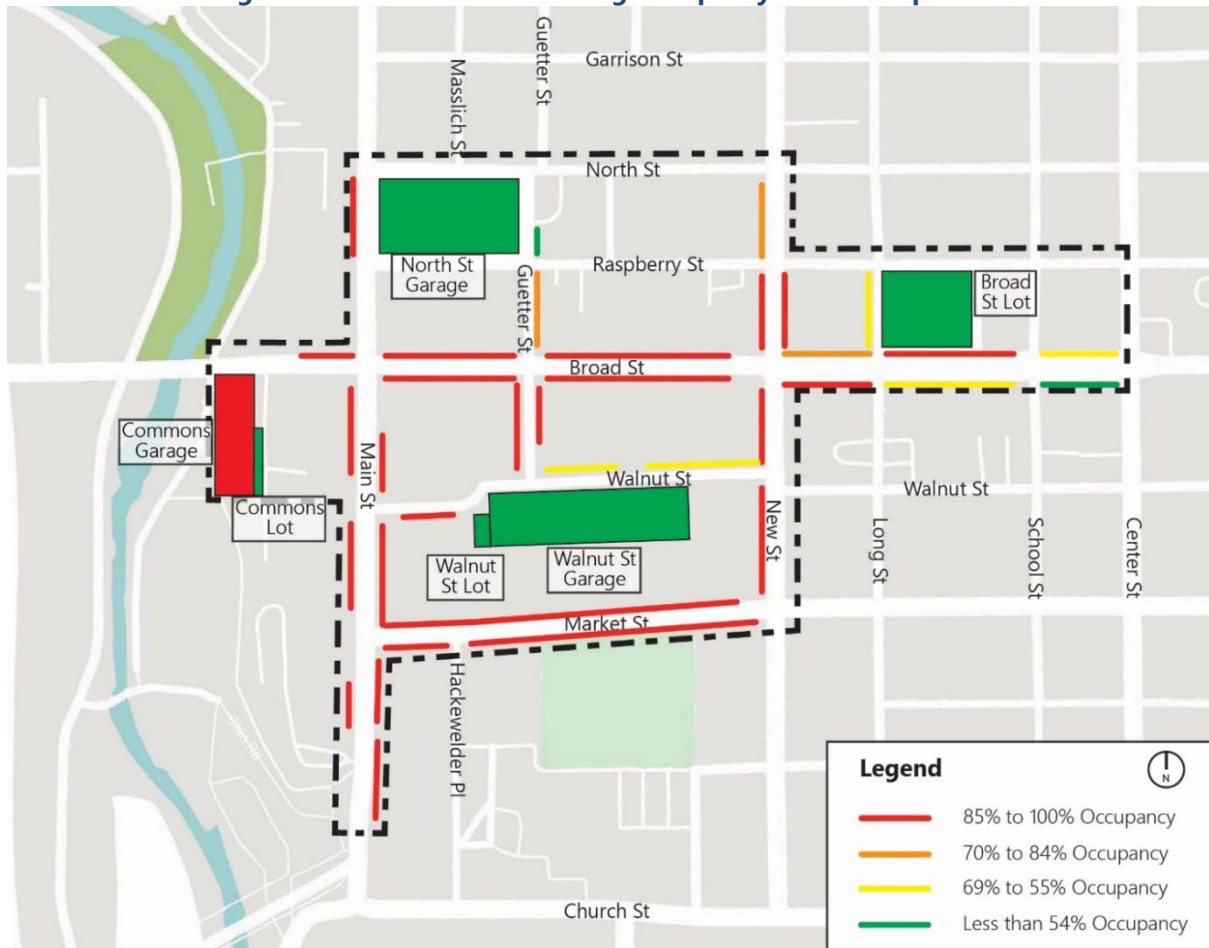 Guetter St
Garrison St
Masslich St
North St
North St
Garage
Guetter St
Raspberry St
Broad
St Lot
Broad St
Commons
Garage
Commons
Lot
Main St
Walnut St
Walnut St
Walnut
St Lot
Walnut St
Garage
New St
Long St
School St
Center St
Market St
Hackewelder Pl
Church St
Legend
N
85% to 100% Occupancy
70% to 84% Occupancy
69% to 55% Occupancy
Less than 54% Occupancy